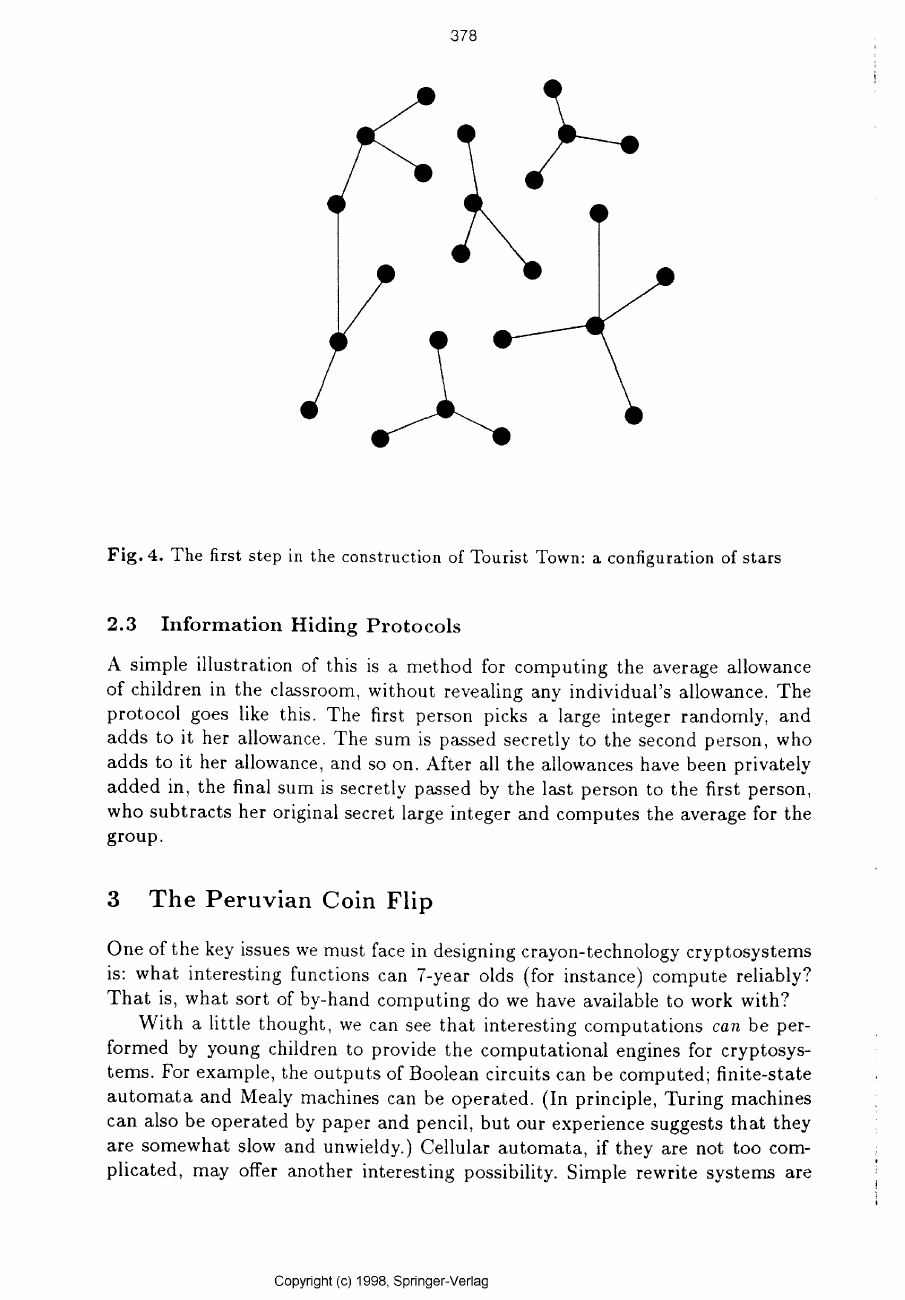 378
Fig. 4. The first step in the construction of Tourist Town: a configuration of stars
2.3 Information Hiding Protocols
A simple illustration of this is a method for computing the average allowance
of children in the classroom, without revealing any individual's allowance. The
protocol goes like this. The first person picks a large integer randomly, and
adds to it her allowance. The sum is passed secretly to the second person, who
adds to it her allowance, and so on. After all the allowances have been privately
added in, the final sum is secretly passed by the last person to the first person,
who subtracts her original secret large integer and computes the average for the
group.
3 The Peruvian Coin Flip
One of the key issues we must face in designing crayon-technology cryptosystems
is: what interesting functions can 7-year olds (for instance) compute reliably?
That is, what sort of by-hand computing do we have available to work with?
With a little thought, we can see that interesting computations can be per-
formed by young children to provide the computational engines for cryptosys-
tems. For example, the outputs of Boolean circuits can be computed; finite-state
automata and Mealy machines can be operated. (In principle, Turing machines
can also be operated by paper and pencil, but our experience suggests that they
are somewhat slow and unwieldy.) Cellular automata, if they are not too com-
plicated, may offer another interesting possibility. Simple rewrite systems are
Copyright (c) 1998, Springer-Verlag